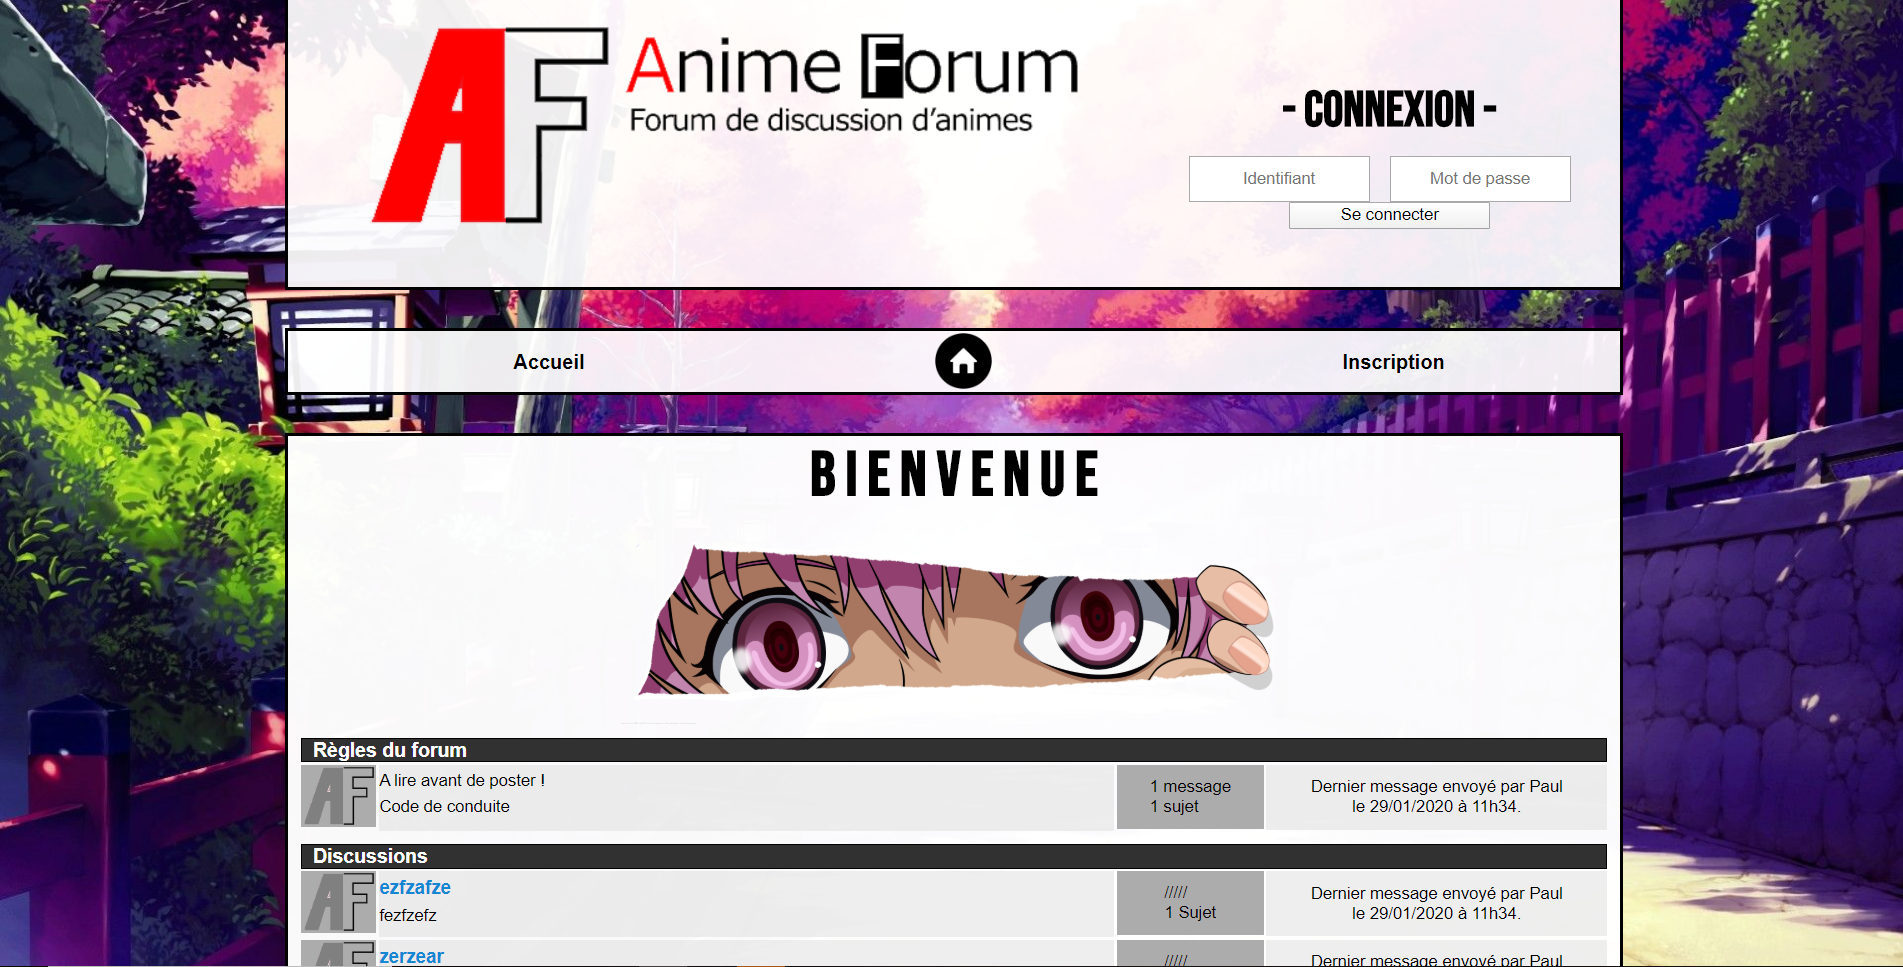 AF
Anime Forum
Forum de discussion d'animes
- CONNEXION -
Identifiant
Mot de passe
Se connecter
Accueil
Inscription
BIENVENUE
Règles du forum
AF
A lire avant de poster !
Code de conduite
1 message
1 sujet
Dernier message envoyé par Paul
le 29/01/2020 à 11h34.
Discussions
AF
ezfzafze
fezfzefz
/////
1 Sujet
Dernier message envoyé par Paul
le 29/01/2020 à 11h34.
AF
zerzear
/////
Dernier message envoyé par Paul